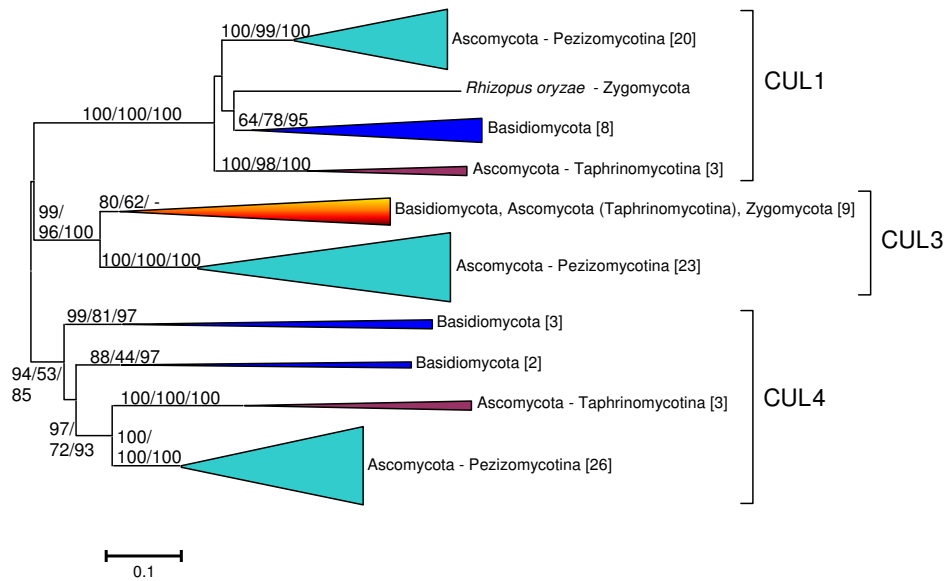 100/99/100
Ascomycota - Pezizomycotina [20]
CUL1
Rhizopus oryzae - Zygomycota
100/100/100
64/78/95
Basidiomycota [8]
100/98/100
Ascomycota - Taphrinomycotina [3]
80/62/ -
99/
96/100
Basidiomycota, Ascomycota (Taphrinomycotina), Zygomycota [9]
CUL3
100/100/100
Ascomycota - Pezizomycotina [23]
99/81/97
Basidiomycota [3]
88/44/97
Basidiomycota [2]
94/53/
85
100/100/100
Ascomycota - Taphrinomycotina [3]
CUL4
97/
72/93
100/
100/100
Ascomycota - Pezizomycotina [26]
0.1